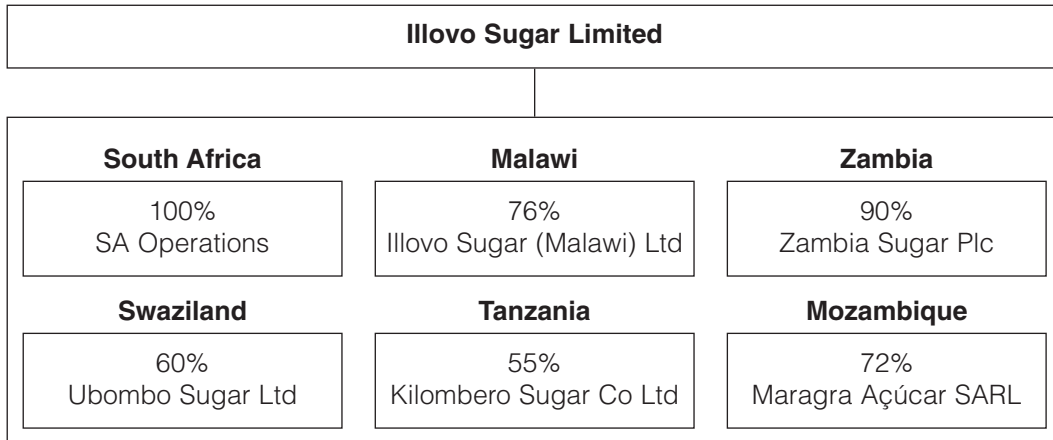 Illovo Sugar Limited
South Africa
100%
SA Operations
Malawi
76%
Illovo Sugar (Malawi) Ltd
Zambia
90%
Zambia Sugar Plc
Swaziland
60%
Ubombo Sugar Ltd
Tanzania
55%
Kilombero Sugar Co Ltd
Mozambique
72%
Maragra Açúcar SARL